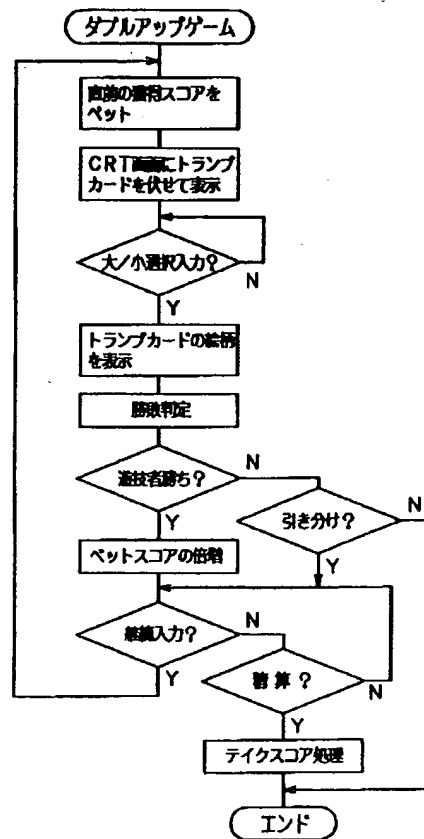 ダブルアップゲーム
直前の獲得スコアを
ベット
CRT画面にトランプ
カードを伏せて表示
大/小選択入力?
N
Y
トランプカードの絵柄
を表示
勝敗判定
遊技者勝ち?
N
Y
引き分け?
N
Y
ベットスコアの倍増
継続入力?
N
Y
精算?
N
Y
テイクスコア処理
エンド